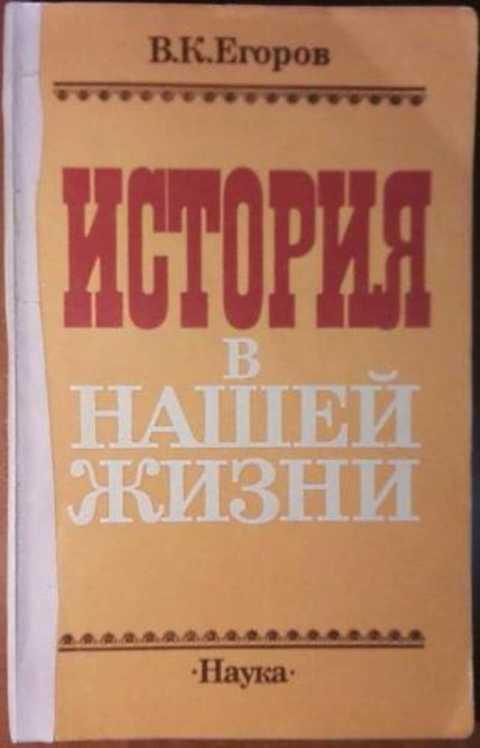 В.К.Егоров
ИСТОРИЯ
В
НАШЕЙ
ЖИЗНИ
·Наука·